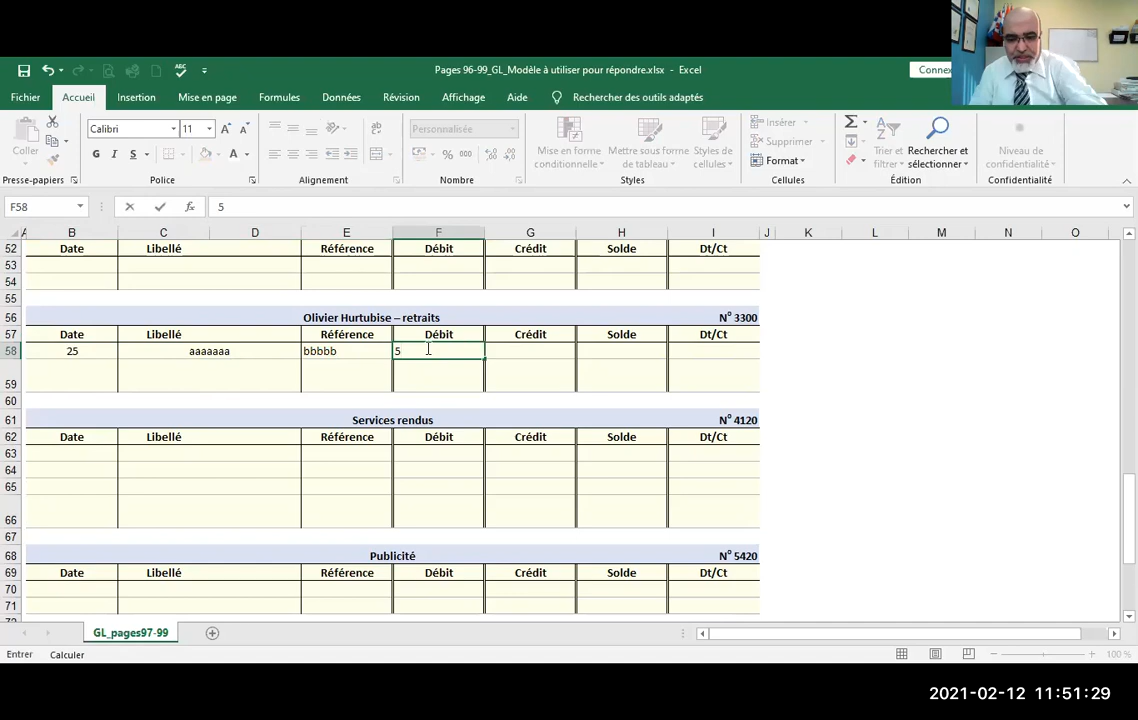 Pages 96-99_GL_Modèle à utiliser pour répondre.xlsx - Excel
Connex
Fichier Accueil Insertion Mise en page Formules Données Révision Affichage Aide Rechercher des outils adaptés
Coller
Calibri 11
G I S
Personnalisée
% 000
Mise en forme conditionnelle
Mettre sous forme de tableau
Styles de cellules
Insérer
Supprimer
Format
Trier et filtrer
Rechercher et sélectionner
Niveau de confidentialité
Presse-papiers Police Alignement Nombre Styles Cellules Édition Confidentialité
F58 fx 5
A B C D E F G H I J K L M N O
52 Date Libellé Référence Débit Crédit Solde Dt/Ct
53
54
55
56 Olivier Hurtubise – retraits N° 3300
57 Date Libellé Référence Débit Crédit Solde Dt/Ct
58 25 aaaaaaa bbbbb 5
59
60
61 Services rendus N° 4120
62 Date Libellé Référence Débit Crédit Solde Dt/Ct
63
64
65
66
67
68 Publicité N° 5420
69 Date Libellé Référence Débit Crédit Solde Dt/Ct
70
71
GL_pages97-99
Entrer Calculer 100 %
2021-02-12 11:51:29